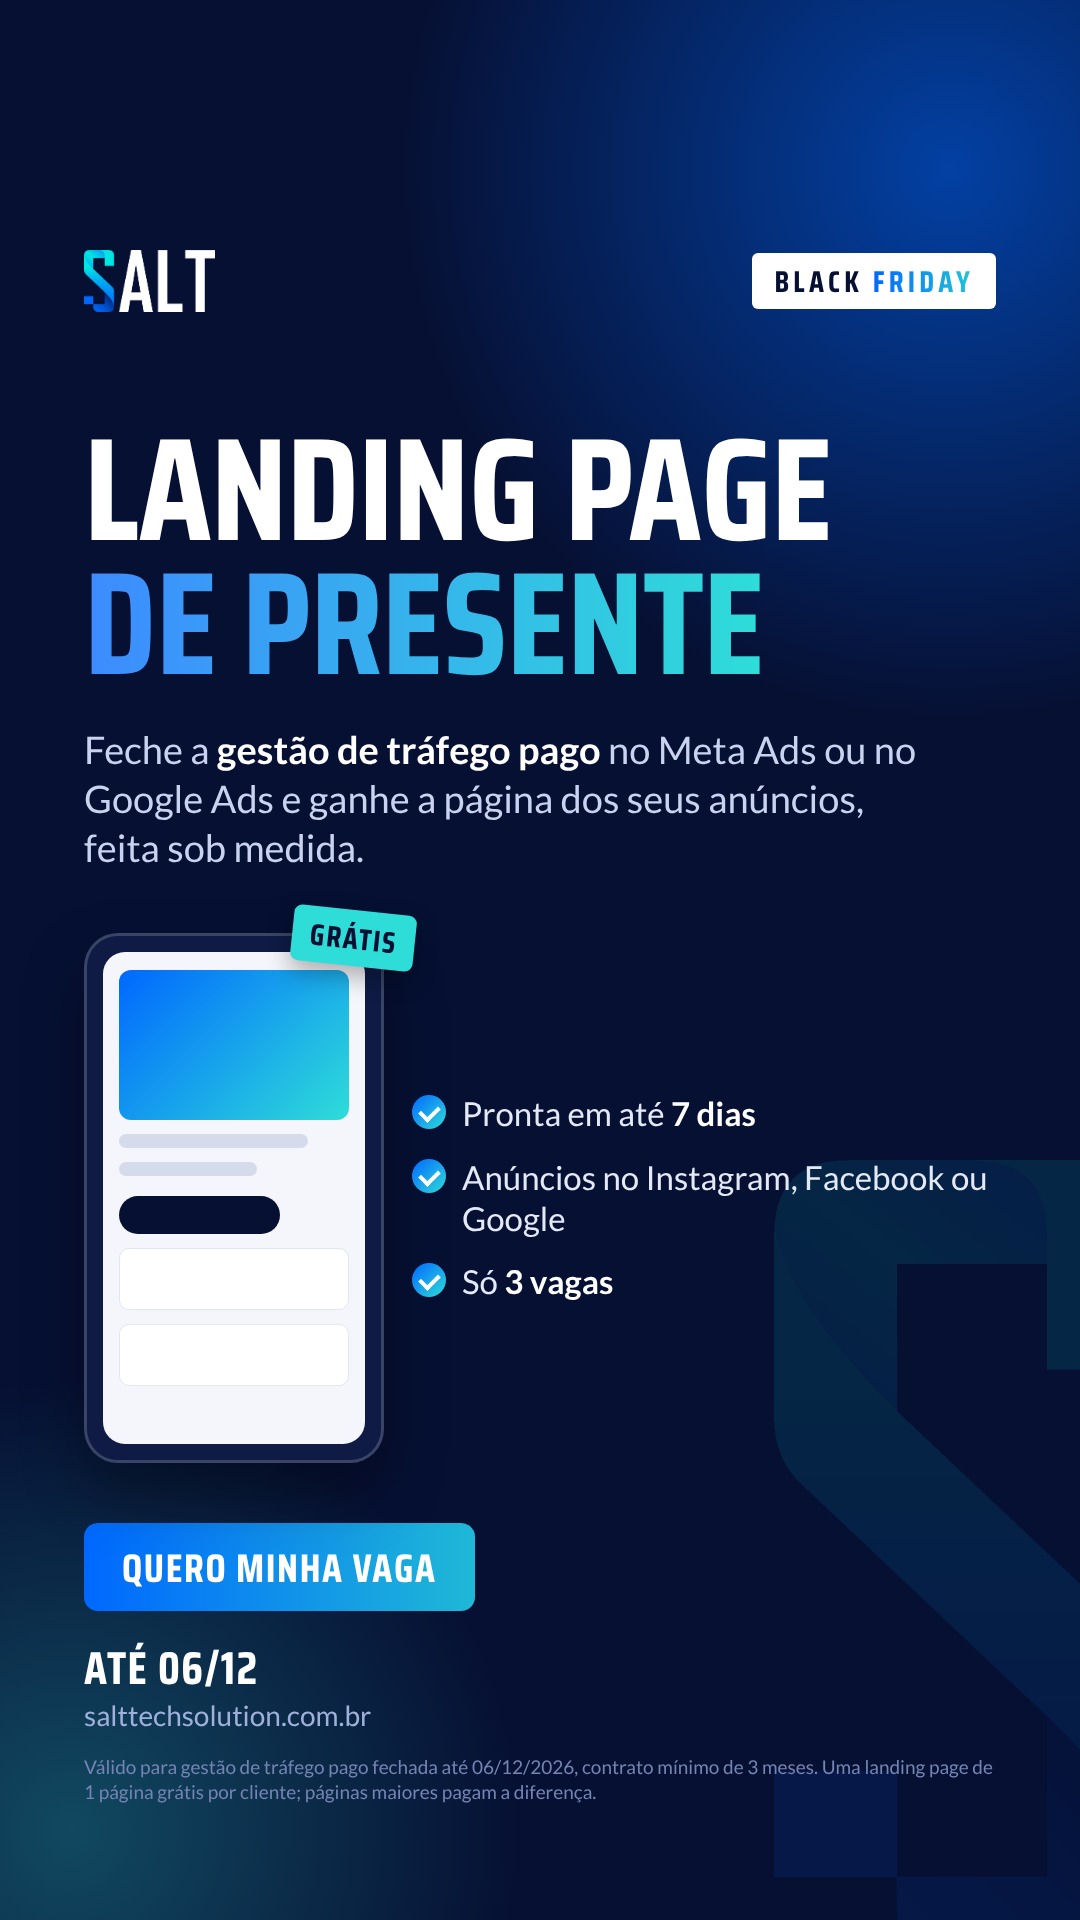 SALT
BLACK FRIDAY
LANDING PAGE
DE PRESENTE
Feche a gestão de tráfego pago no Meta Ads ou no
Google Ads e ganhe a página dos seus anúncios,
feita sob medida.
GRÁTIS
Pronta em até 7 dias
Anúncios no Instagram, Facebook ou
Google
Só 3 vagas
QUERO MINHA VAGA
ATÉ 06/12
salttechsolution.com.br
Válido para gestão de tráfego pago fechada até 06/12/2026, contrato mínimo de 3 meses. Uma landing page de
1 página grátis por cliente; páginas maiores pagam a diferença.